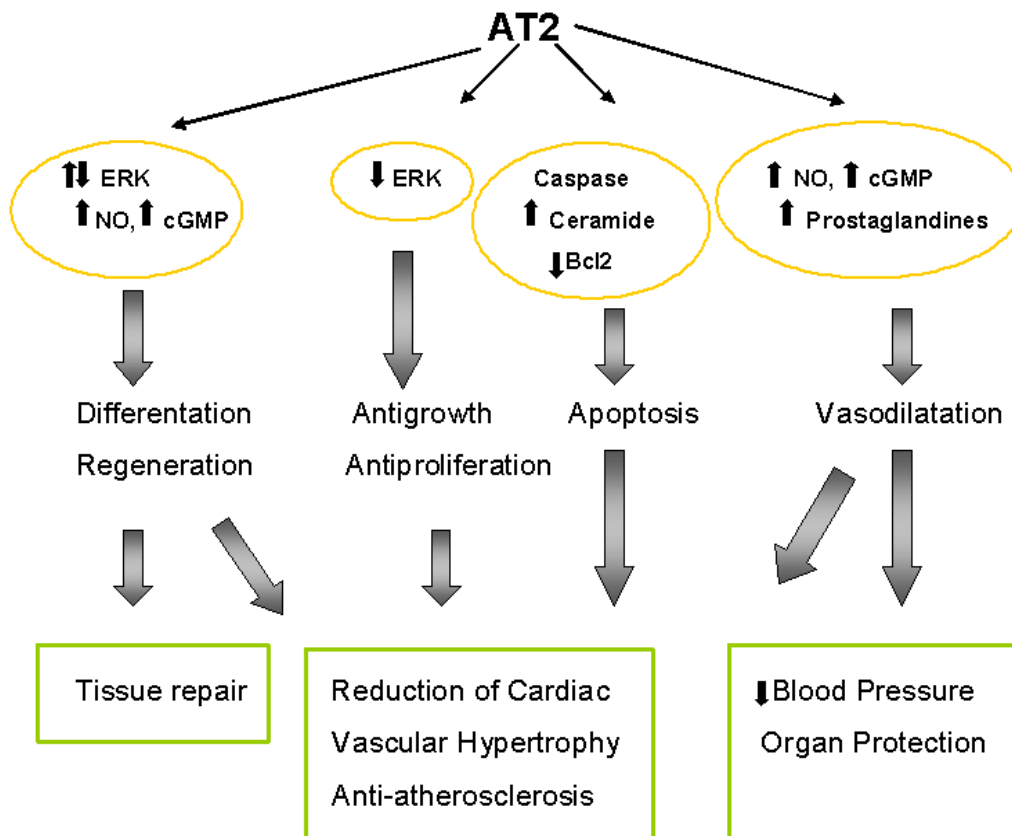 AT2
ERK
NO, cGMP
ERK
Caspase
Ceramide
Bcl2
NO, cGMP
Prostaglandines
Differentation
Regeneration
Antigrowth
Antiproliferation
Apoptosis
Vasodilatation
Tissue repair
Reduction of Cardiac
Vascular Hypertrophy
Anti-atherosclerosis
Blood Pressure
Organ Protection